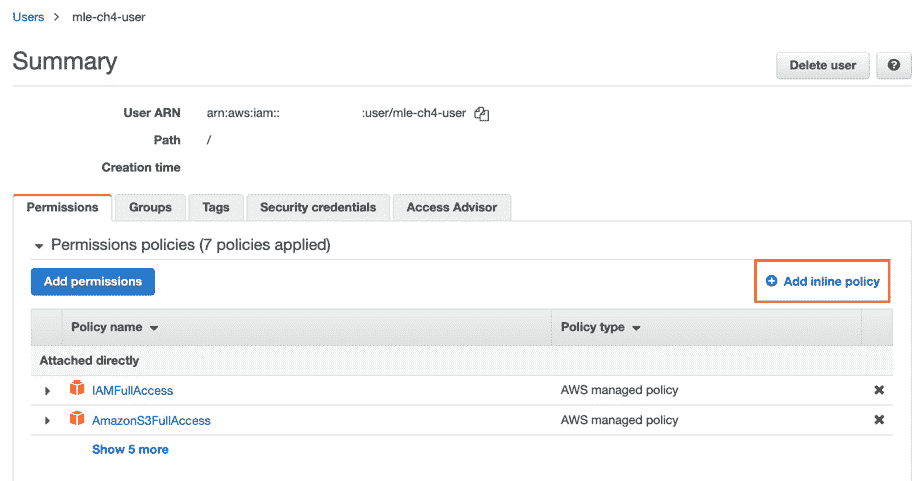 Users > mle-ch4-user
Summary
Delete user
?
User ARN arn:aws:iam:: :user/mle-ch4-user
Path /
Creation time
Permissions Groups Tags Security credentials Access Advisor
Permissions policies (7 policies applied)
Add permissions Add inline policy
Policy name Policy type
Attached directly
IAMFullAccess AWS managed policy
AmazonS3FullAccess AWS managed policy
Show 5 more